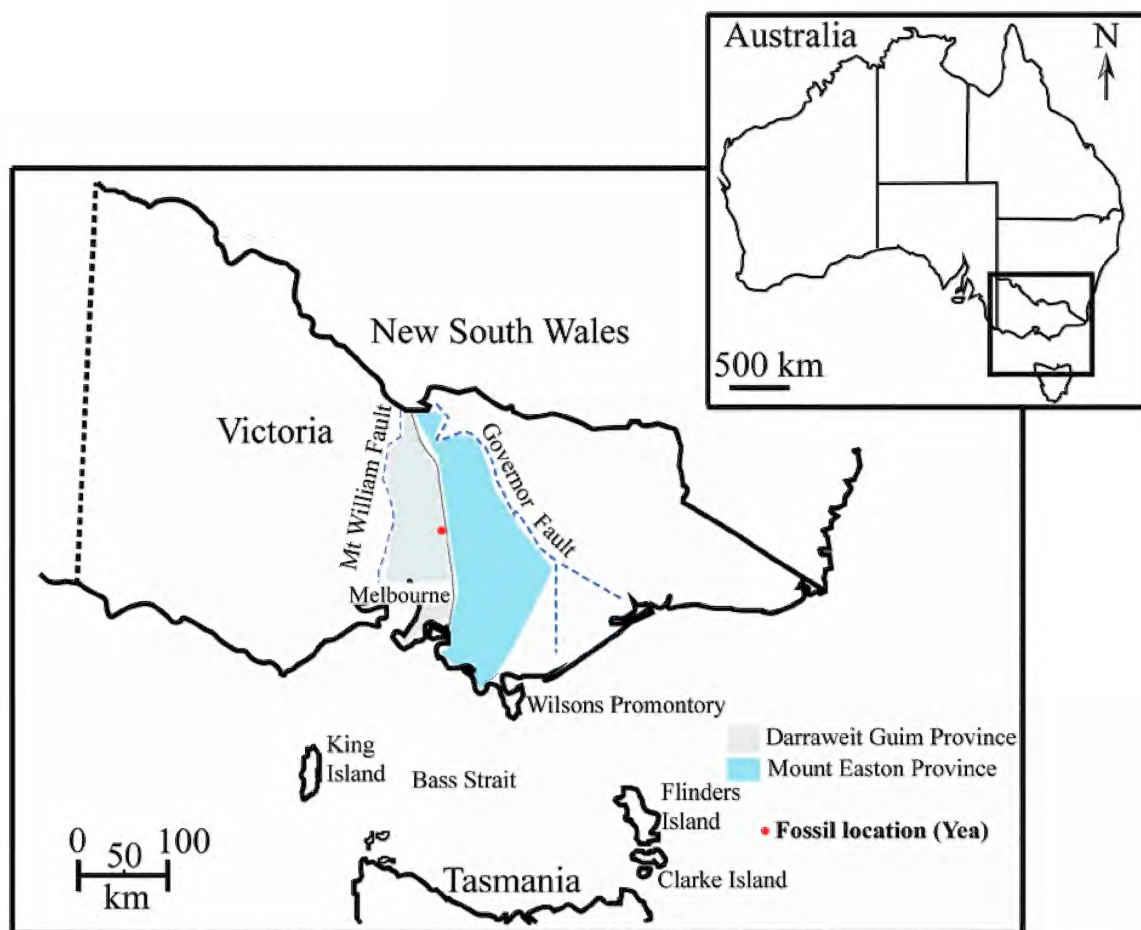 Australia
N
500 km
New South Wales
Victoria
Mt William Fault
Governor Fault
Melbourne
Wilsons Promontory
Darraweit Guim Province
Mount Easton Province
King
Island
Bass Strait
Flinders
Island
Fossil location (Yea)
0 50 100
km
Tasmania
Clarke Island